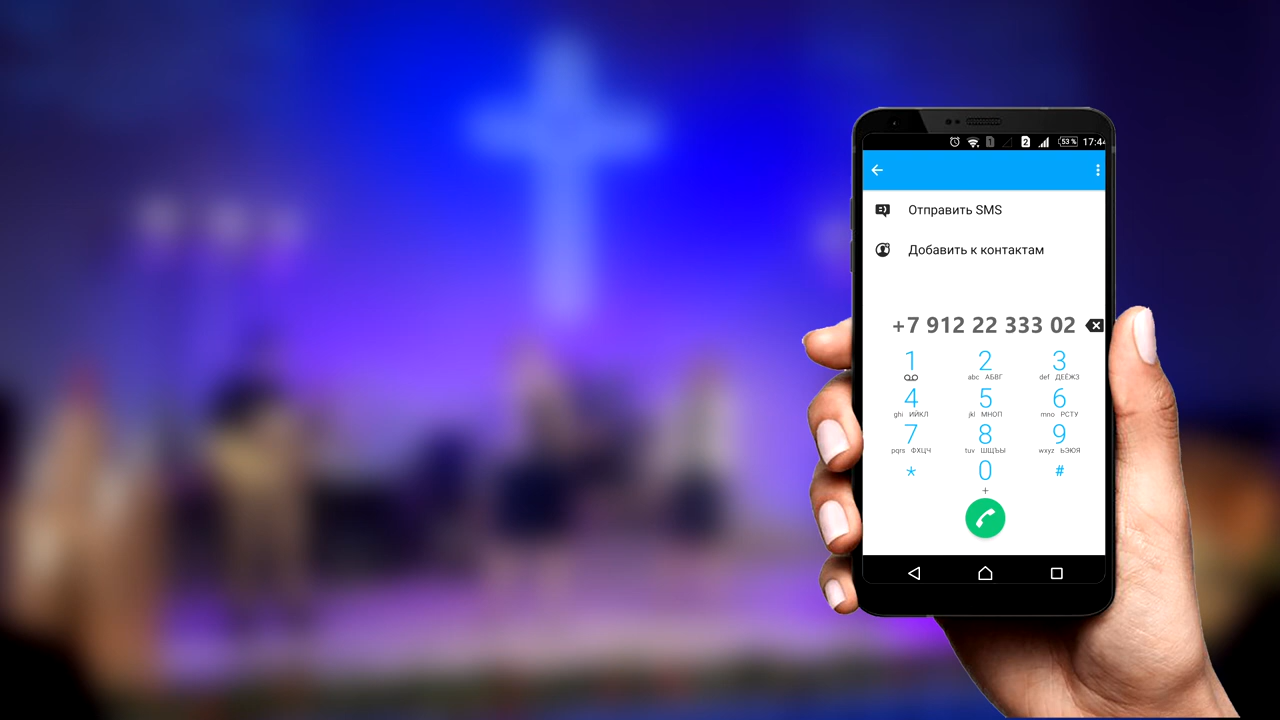 1 2 53 % 17:44
Отправить SMS
Добавить к контактам
+7 912 22 333 02
1 2 3
abc АБВГ def ДЕЁЖЗ
4 5 6
ghi ИЙКЛ jkl МНОП mno РСТУ
7 8 9
pqrs ФХЦЧ tuv ШЩЪЫ wxyz ЬЭЮЯ
* 0 #
+